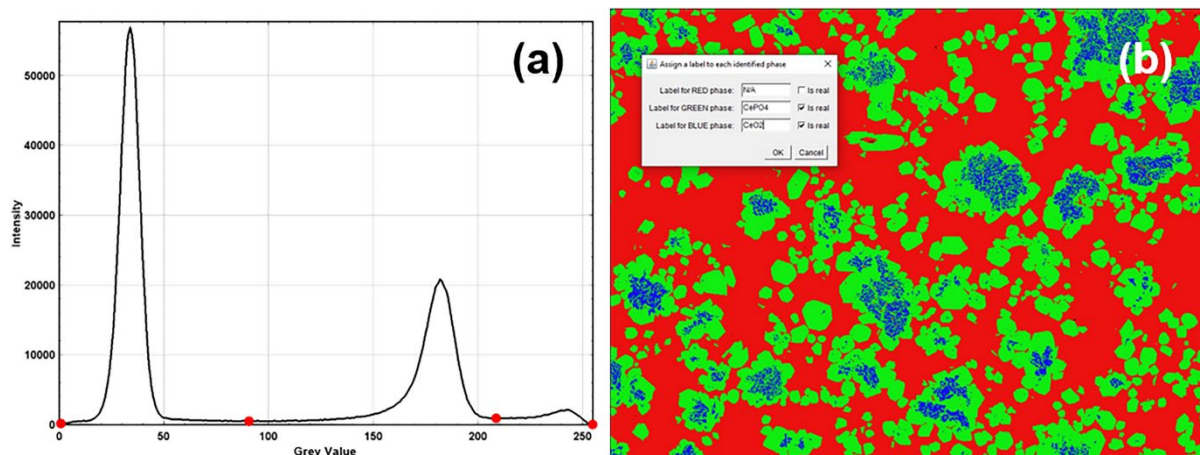 (a)
50000
40000
30000
20000
10000
0
0 50 100 150 200 250
Intensity
Grey Value
(b)
Assign a label to each identified phase
Label for RED phase: N/A Is real
Label for GREEN phase: CePO4 Is real
Label for BLUE phase: CeO2 Is real
OK Cancel